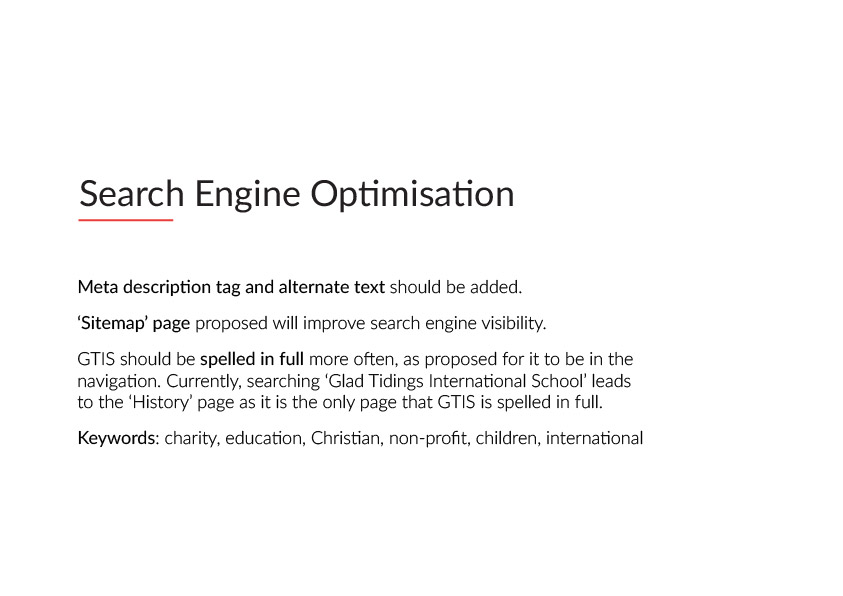 Search Engine Optimisation
Meta description tag and alternate text should be added.
‘Sitemap’ page proposed will improve search engine visibility.
GTIS should be spelled in full more often, as proposed for it to be in the
navigation. Currently, searching ‘Glad Tidings International School’ leads
to the ‘History’ page as it is the only page that GTIS is spelled in full.
Keywords: charity, education, Christian, non-profit, children, international